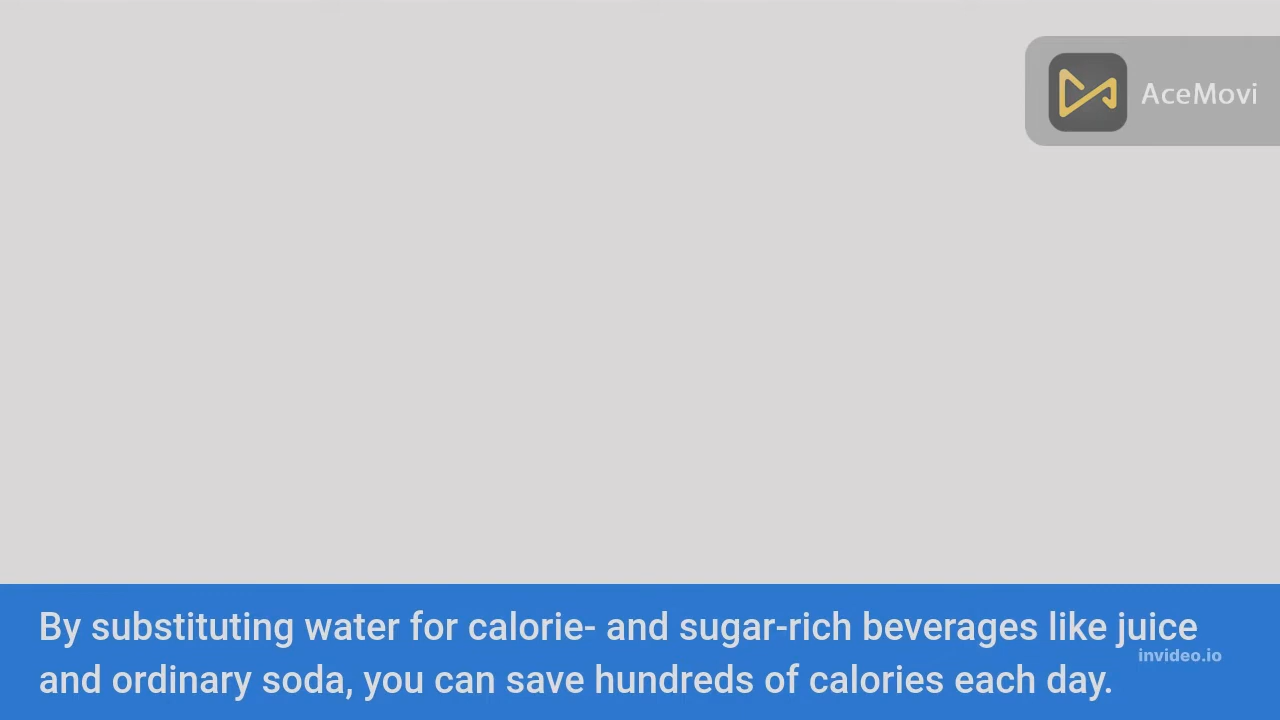 AceMovi
By substituting water for calorie- and sugar-rich beverages like juice
invideo.io
and ordinary soda, you can save hundreds of calories each day.